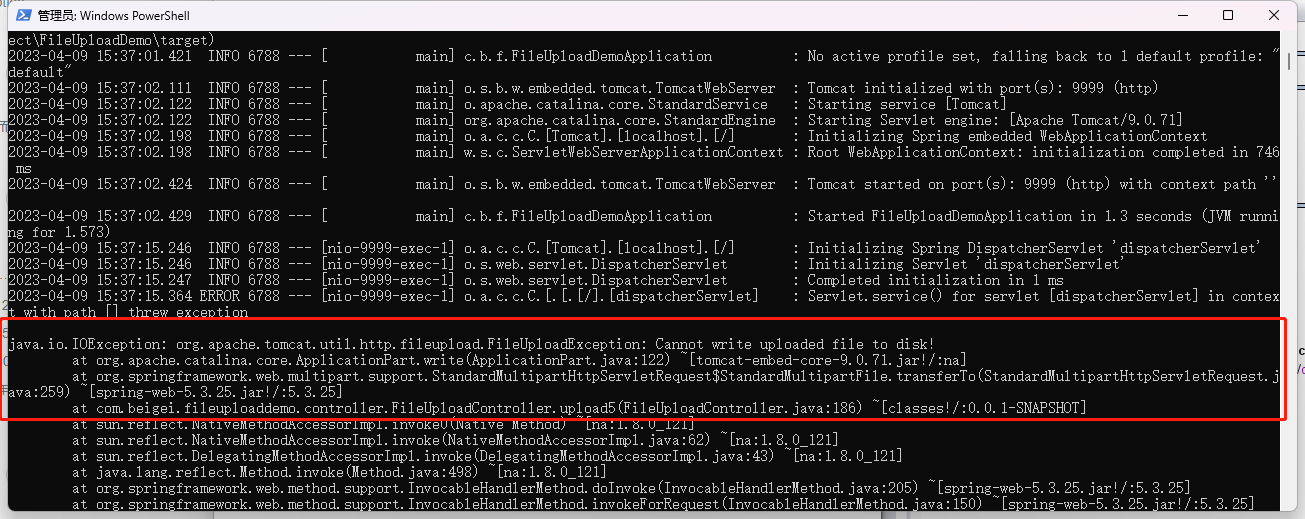 管理员: Windows PowerShell
ect\FileUploadDemo\target)
2023-04-09 15:37:01.421  INFO 6788 --- [           main] c.b.f.FileUploadDemoApplication          : No active profile set, falling back to 1 default profile: "
default"
2023-04-09 15:37:02.111  INFO 6788 --- [           main] o.s.b.w.embedded.tomcat.TomcatWebServer  : Tomcat initialized with port(s): 9999 (http)
2023-04-09 15:37:02.122  INFO 6788 --- [           main] o.apache.catalina.core.StandardService   : Starting service [Tomcat]
2023-04-09 15:37:02.122  INFO 6788 --- [           main] org.apache.catalina.core.StandardEngine  : Starting Servlet engine: [Apache Tomcat/9.0.71]
2023-04-09 15:37:02.198  INFO 6788 --- [           main] o.a.c.c.C.[Tomcat].[localhost].[/]       : Initializing Spring embedded WebApplicationContext
2023-04-09 15:37:02.198  INFO 6788 --- [           main] w.s.c.ServletWebServerApplicationContext : Root WebApplicationContext: initialization completed in 746
 ms
2023-04-09 15:37:02.424  INFO 6788 --- [           main] o.s.b.w.embedded.tomcat.TomcatWebServer  : Tomcat started on port(s): 9999 (http) with context path ''
2023-04-09 15:37:02.429  INFO 6788 --- [           main] c.b.f.FileUploadDemoApplication          : Started FileUploadDemoApplication in 1.3 seconds (JVM runni
ng for 1.573)
2023-04-09 15:37:15.246  INFO 6788 --- [nio-9999-exec-1] o.a.c.c.C.[Tomcat].[localhost].[/]       : Initializing Spring DispatcherServlet 'dispatcherServlet'
2023-04-09 15:37:15.246  INFO 6788 --- [nio-9999-exec-1] o.s.web.servlet.DispatcherServlet        : Initializing Servlet 'dispatcherServlet'
2023-04-09 15:37:15.247  INFO 6788 --- [nio-9999-exec-1] o.s.web.servlet.DispatcherServlet        : Completed initialization in 1 ms
2023-04-09 15:37:15.364 ERROR 6788 --- [nio-9999-exec-1] o.a.c.c.C.[.[.[/].[dispatcherServlet]    : Servlet.service() for servlet [dispatcherServlet] in contex
t with path [] threw exception
java.io.IOException: org.apache.tomcat.util.http.fileupload.FileUploadException: Cannot write uploaded file to disk!
        at org.apache.catalina.core.ApplicationPart.write(ApplicationPart.java:122) ~[tomcat-embed-core-9.0.71.jar!/:na]
        at org.springframework.web.multipart.support.StandardMultipartHttpServletRequest$StandardMultipartFile.transferTo(StandardMultipartHttpServletRequest.j
ava:259) ~[spring-web-5.3.25.jar!/:5.3.25]
        at com.beigei.fileuploaddemo.controller.FileUploadController.upload5(FileUploadController.java:186) ~[classes!/:0.0.1-SNAPSHOT]
        at sun.reflect.NativeMethodAccessorImpl.invoke0(Native Method) ~[na:1.8.0_121]
        at sun.reflect.NativeMethodAccessorImpl.invoke(NativeMethodAccessorImpl.java:62) ~[na:1.8.0_121]
        at sun.reflect.DelegatingMethodAccessorImpl.invoke(DelegatingMethodAccessorImpl.java:43) ~[na:1.8.0_121]
        at java.lang.reflect.Method.invoke(Method.java:498) ~[na:1.8.0_121]
        at org.springframework.web.method.support.InvocableHandlerMethod.doInvoke(InvocableHandlerMethod.java:205) ~[spring-web-5.3.25.jar!/:5.3.25]
        at org.springframework.web.method.support.InvocableHandlerMethod.invokeForRequest(InvocableHandlerMethod.java:150) ~[spring-web-5.3.25.jar!/:5.3.25]